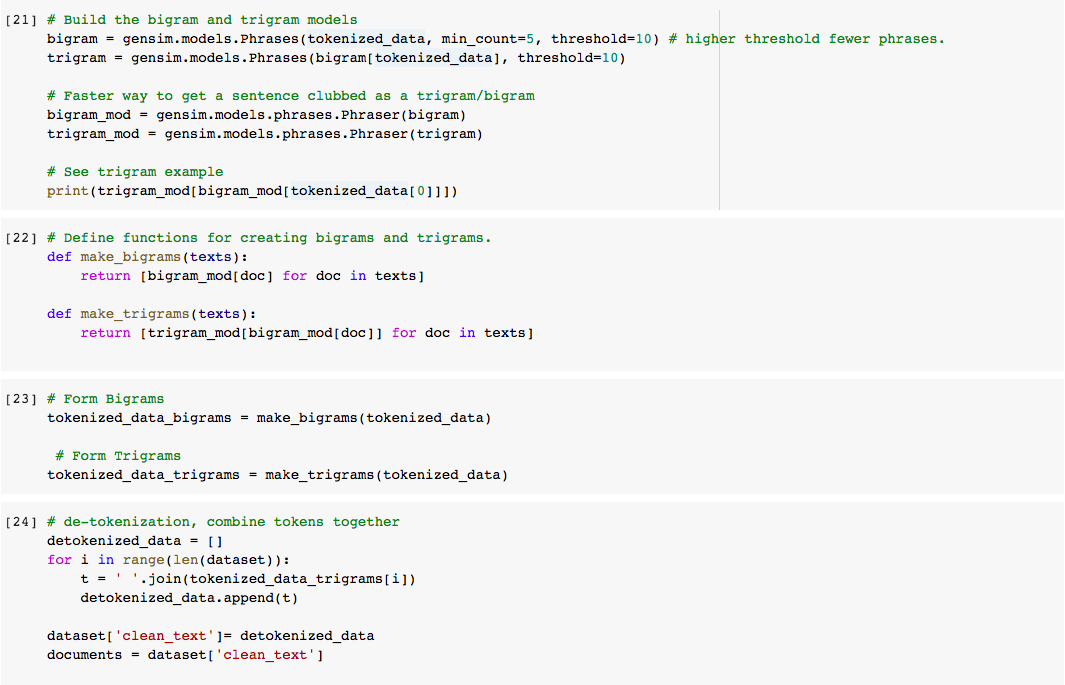 [21] # Build the bigram and trigram models
bigram = gensim.models.Phrases(tokenized_data, min_count=5, threshold=10) # higher threshold fewer phrases.
trigram = gensim.models.Phrases(bigram[tokenized_data], threshold=10)

# Faster way to get a sentence clubbed as a trigram/bigram
bigram_mod = gensim.models.phrases.Phraser(bigram)
trigram_mod = gensim.models.phrases.Phraser(trigram)

# See trigram example
print(trigram_mod[bigram_mod[tokenized_data[0]]])

[22] # Define functions for creating bigrams and trigrams.
def make_bigrams(texts):
    return [bigram_mod[doc] for doc in texts]

def make_trigrams(texts):
    return [trigram_mod[bigram_mod[doc]] for doc in texts]

[23] # Form Bigrams
tokenized_data_bigrams = make_bigrams(tokenized_data)

 # Form Trigrams
tokenized_data_trigrams = make_trigrams(tokenized_data)

[24] # de-tokenization, combine tokens together
detokenized_data = []
for i in range(len(dataset)):
    t = ' '.join(tokenized_data_trigrams[i])
    detokenized_data.append(t)

dataset['clean_text']= detokenized_data
documents = dataset['clean_text']